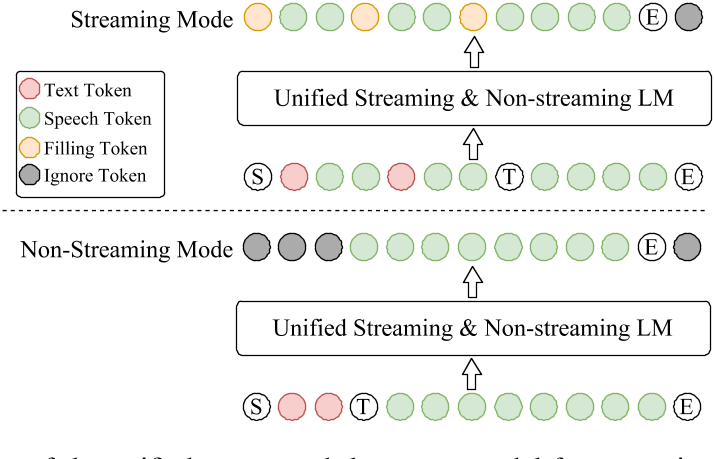 Streaming Mode
E
Text Token
Speech Token
Filling Token
Ignore Token
Unified Streaming & Non-streaming LM
S T E
Non-Streaming Mode
E
Unified Streaming & Non-streaming LM
S T E